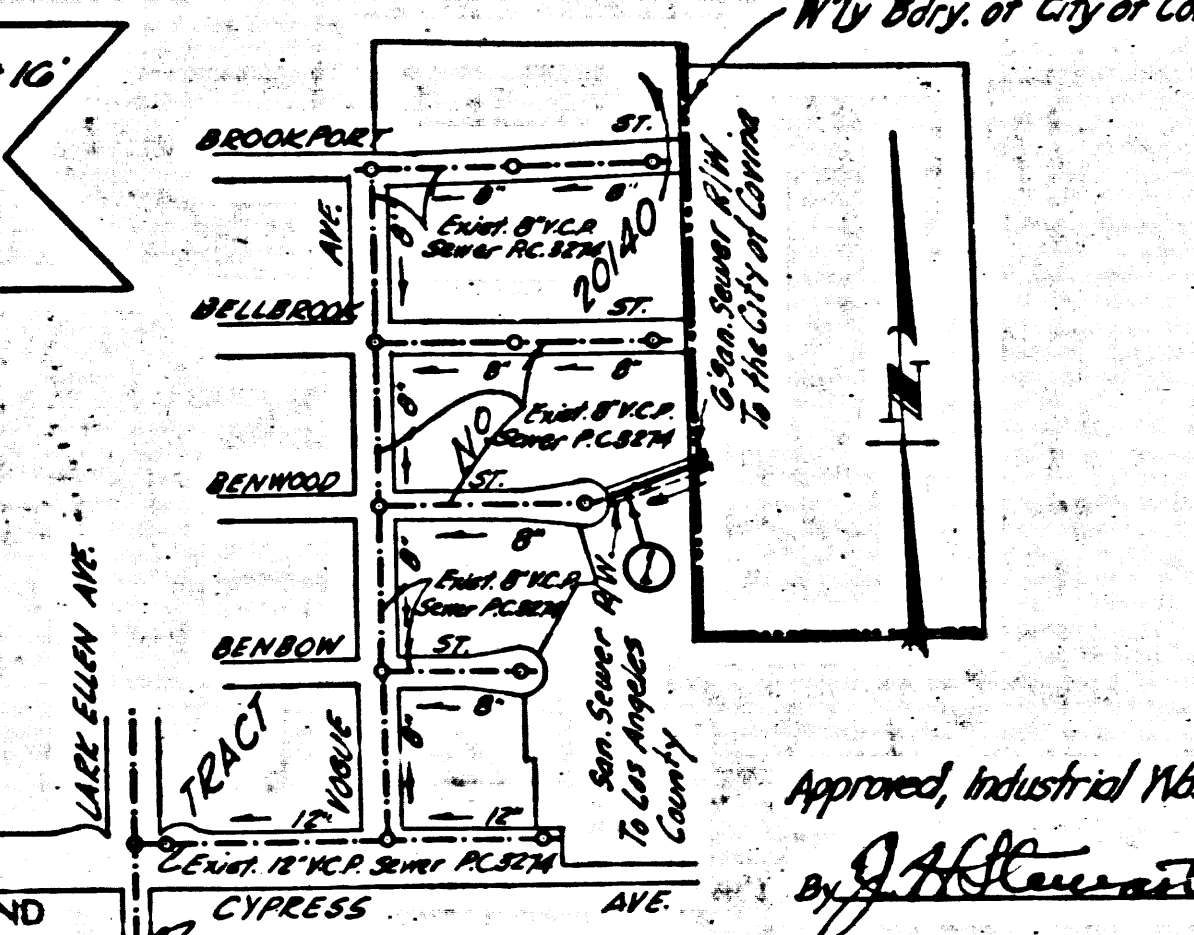 W'ly Bdry. of City of Co
16'
BROOKPORT ST.
8" 8"
Exist. 8" V.C.P.
Sewer P.C. 3274
AVE.
8"
20140
6' San. Sewer R/W.
To the City of Covina
BELLBROOK ST.
8" 8"
8"
Exist. 8" V.C.P.
Sewer P.C. 3274
NO
BENWOOD ST.
8"
8"
Exist. 8" V.C.P.
Sewer P.C. 3274
N
1
BENBOW ST.
8"
8"
LARK ELLEN AVE.
TRACT
VOGUE
San. Sewer R/W.
To Los Angeles
County
12" 12"
Exist. 12" V.C.P. Sewer P.C. 3274
CYPRESS AVE.
ND
Approved, Industrial
By